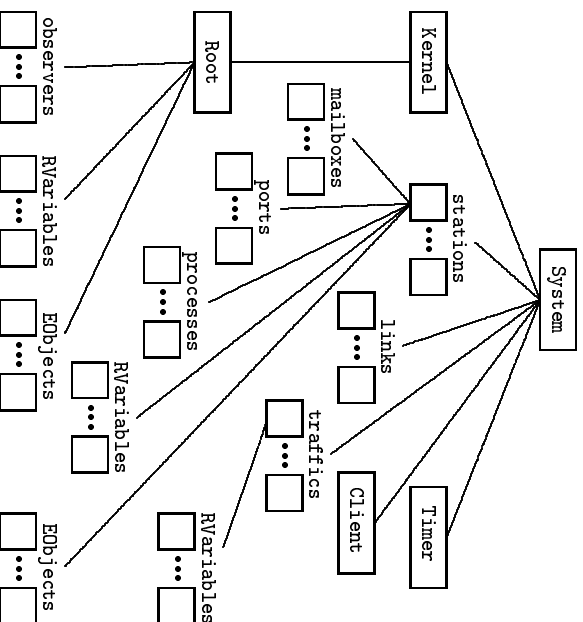 System
Kernel
stations
links
traffics
Client
Timer
Root
mailboxes
ports
processes
RVariables
EObjects
RVariables
observers
RVariables
EObjects